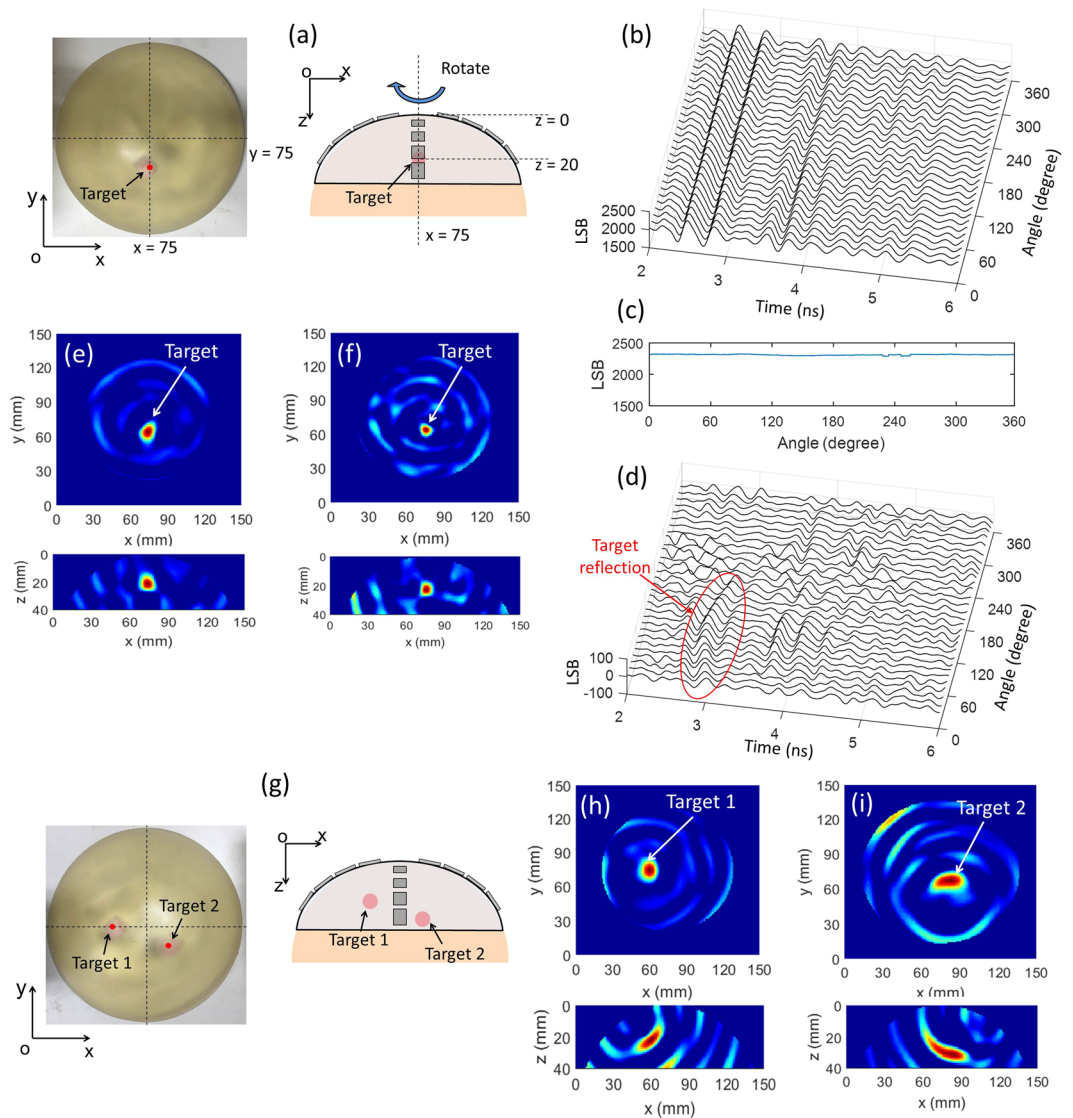 (a)
y = 75
Target
y
o
x
x = 75
o
x
z
Rotate
z = 0
z = 20
Target
x = 75
(b)
LSB
2500
2000
1500
2
3
4
5
6
Time (ns)
0
60
120
180
240
300
360
Angle (degree)
(c)
LSB
2500
2000
1500
0
60
120
180
240
300
360
Angle (degree)
(d)
Target
reflection
LSB
100
0
-100
2
3
4
5
6
Time (ns)
0
60
120
180
240
300
360
Angle (degree)
(e)
Target
y (mm)
150
120
90
60
30
0
0 30 60 90 120 150
x (mm)
z (mm)
0
20
40
0 30 60 90 120 150
x (mm)
(f)
Target
y (mm)
150
120
90
60
30
0
0 30 60 90 120 150
x (mm)
z (mm)
0
20
40
0 30 60 90 120 150
x (mm)
(g)
Target 2
Target 1
y
o
x
o
x
z
Target 1
Target 2
(h)
Target 1
y (mm)
150
120
90
60
30
0
0 30 60 90 120 150
x (mm)
z (mm)
0
20
40
0 30 60 90 120 150
x (mm)
(i)
Target 2
y (mm)
150
120
90
60
30
0
0 30 60 90 120 150
x (mm)
z (mm)
0
20
40
0 30 60 90 120 150
x (mm)